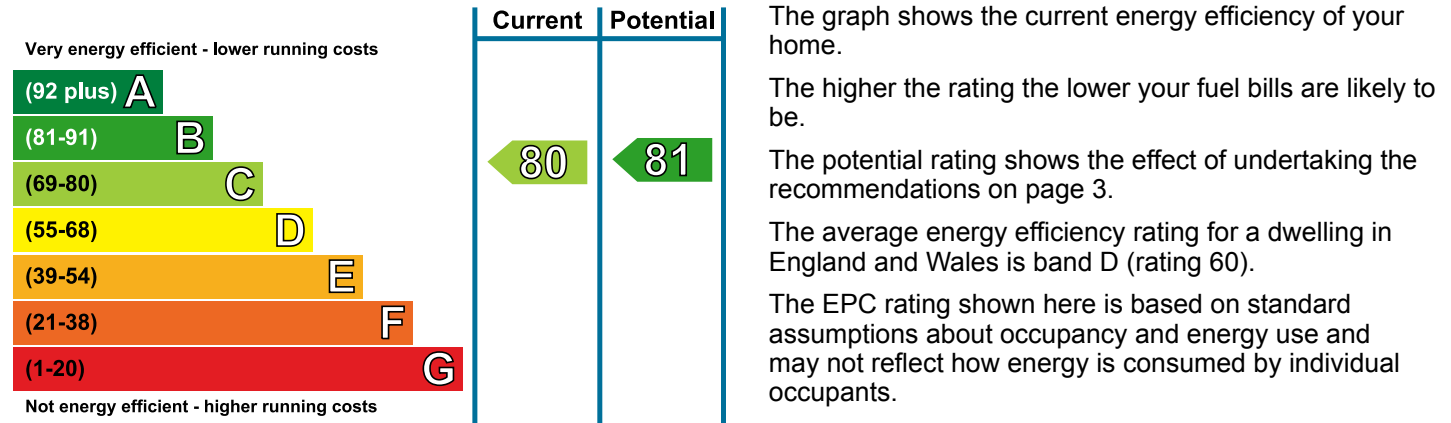 Current Potential
Very energy efficient - lower running costs
(92 plus) A
(81-91) B
(69-80) C
(55-68) D
(39-54) E
(21-38) F
(1-20) G
Not energy efficient - higher running costs
80 81
The graph shows the current energy efficiency of your
home.
The higher the rating the lower your fuel bills are likely to
be.
The potential rating shows the effect of undertaking the
recommendations on page 3.
The average energy efficiency rating for a dwelling in
England and Wales is band D (rating 60).
The EPC rating shown here is based on standard
assumptions about occupancy and energy use and
may not reflect how energy is consumed by individual
occupants.